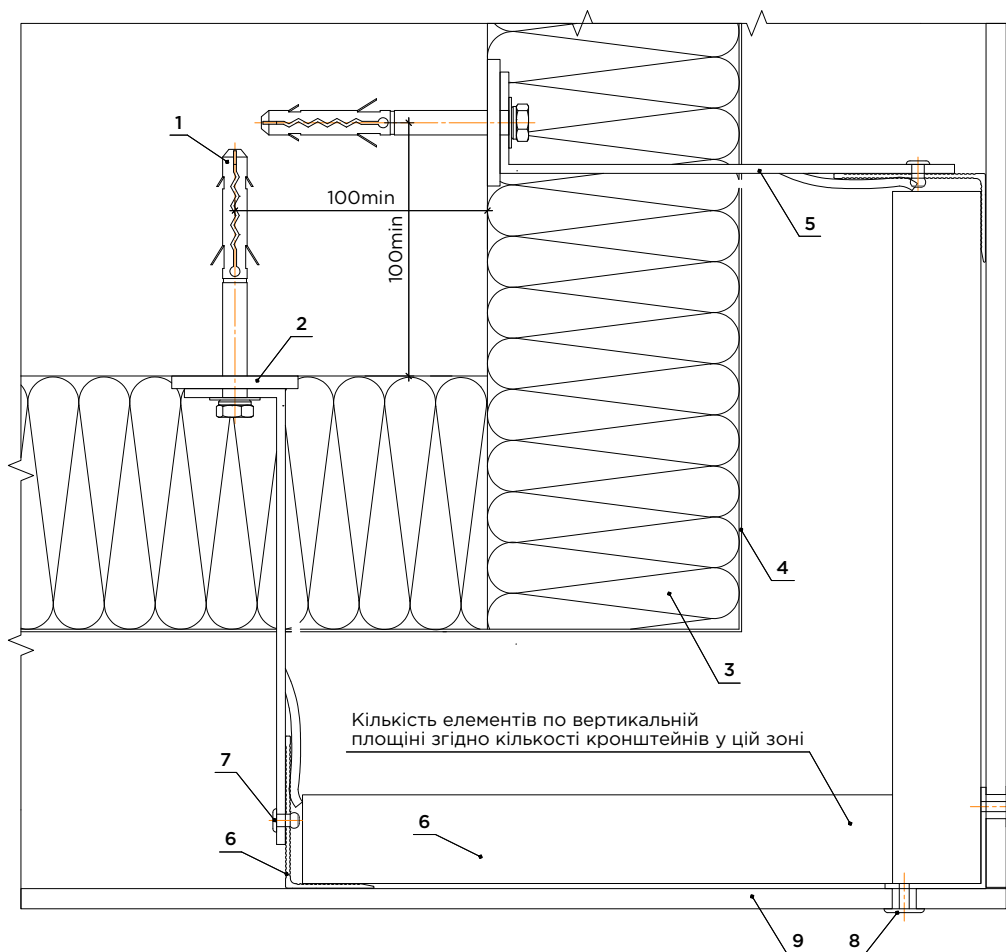 1
100min
5
100min
2
4
3
Кількість елементів по вертикальній
площині згідно кількості кронштейнів у цій зоні
7
6
6
9
8